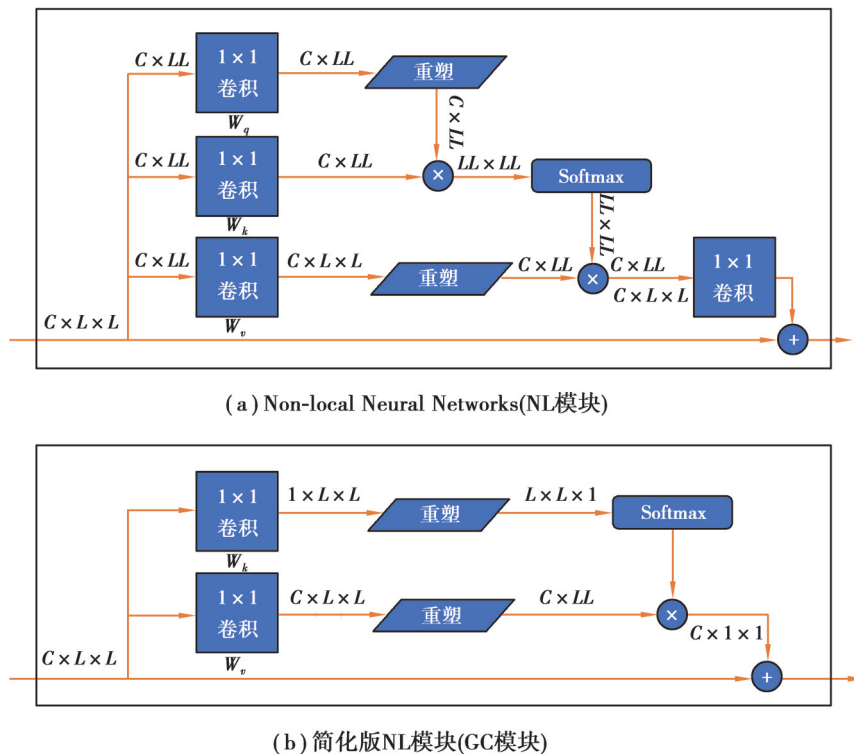 C×LL
1×1
卷积
W_q
C×LL
重塑
C×LL
C×LL
1×1
卷积
W_k
C×LL
×
LL×LL
Softmax
LL×LL
C×LL
1×1
卷积
W_v
C×L×L
重塑
C×LL
×
C×LL
C×L×L
1×1
卷积
C×L×L
+
(a)Non-local Neural Networks(NL模块)
1×1
卷积
W_k
1×L×L
重塑
L×L×1
Softmax
1×1
卷积
W_v
C×L×L
重塑
C×LL
×
C×1×1
C×L×L
+
(b)简化版NL模块(GC模块)